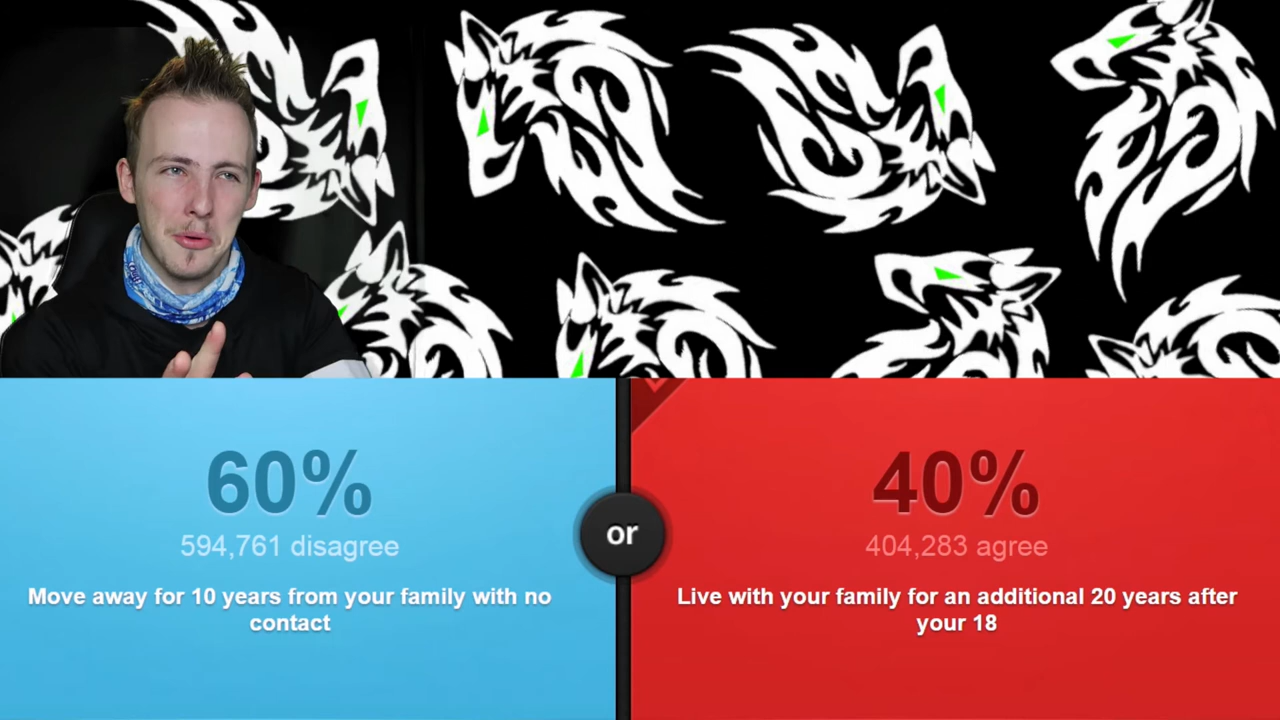 60%
594,761 disagree
Move away for 10 years from your family with no
contact
or
40%
404,283 agree
Live with your family for an additional 20 years after
your 18